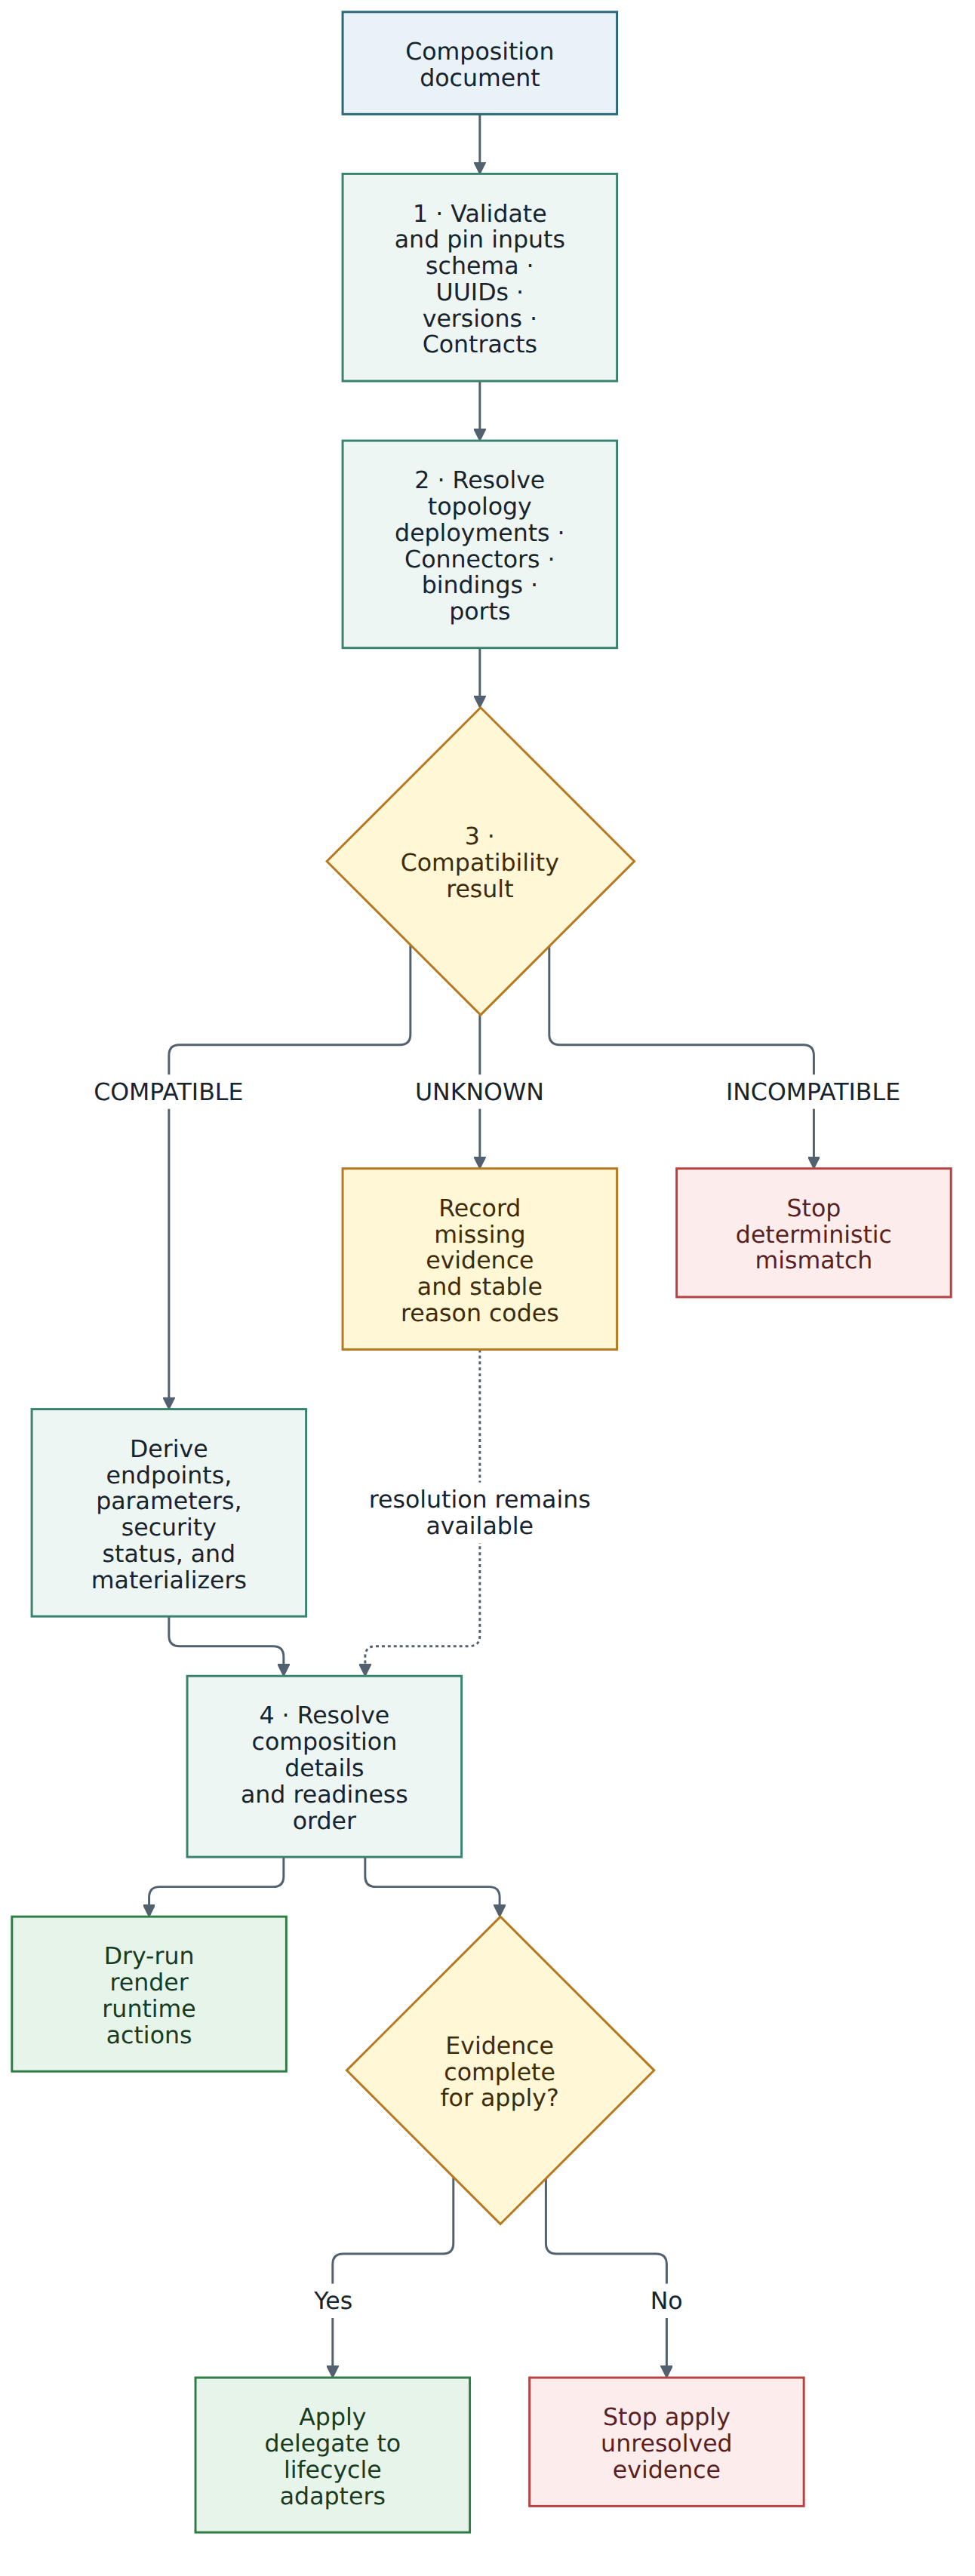 Composition
document
1 · Validate
and pin inputs
schema ·
UUIDs ·
versions ·
Contracts
2 · Resolve
topology
deployments ·
Connectors ·
bindings ·
ports
3 ·
Compatibility
result
COMPATIBLE
UNKNOWN
INCOMPATIBLE
Record
missing
evidence
and stable
reason codes
Stop
deterministic
mismatch
Derive
endpoints,
parameters,
security
status, and
materializers
resolution remains
available
4 · Resolve
composition
details
and readiness
order
Dry-run
render
runtime
actions
Evidence
complete
for apply?
Yes
No
Apply
delegate to
lifecycle
adapters
Stop apply
unresolved
evidence